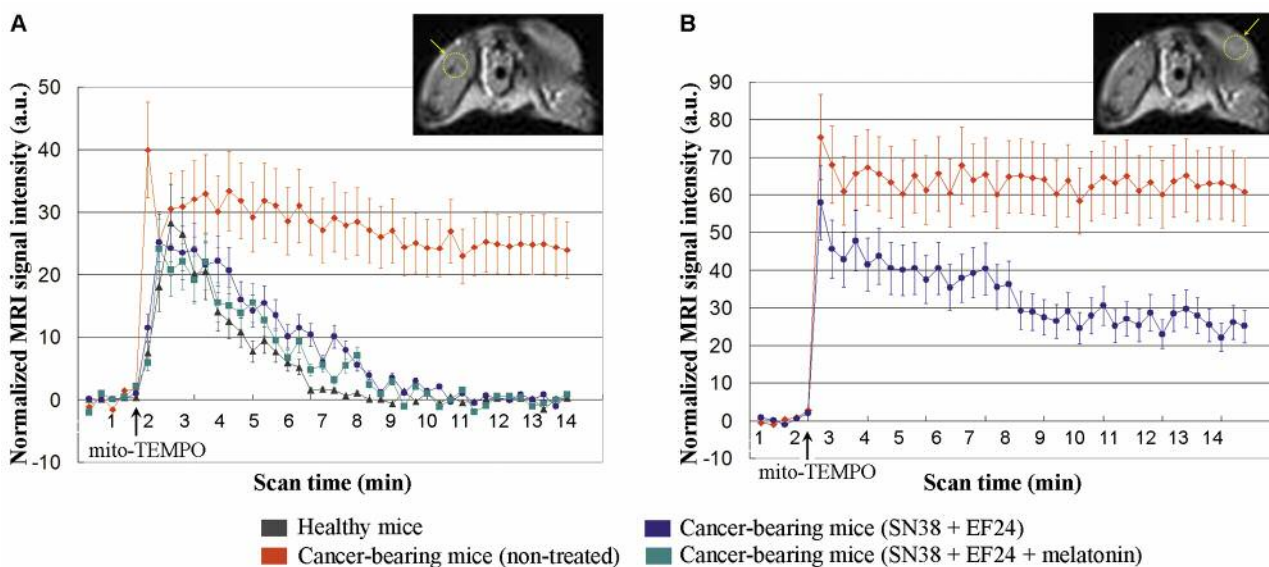 A
Normalized MRI signal intensity (a.u.)
50
40
30
20
10
0
-10
1 2 3 4 5 6 7 8 9 10 11 12 13 14
mito-TEMPO
Scan time (min)
B
Normalized MRI signal intensity (a.u.)
90
80
70
60
50
40
30
20
10
0
-10
1 2 3 4 5 6 7 8 9 10 11 12 13 14
mito-TEMPO
Scan time (min)
Healthy mice
Cancer-bearing mice (non-treated)
Cancer-bearing mice (SN38 + EF24)
Cancer-bearing mice (SN38 + EF24 + melatonin)